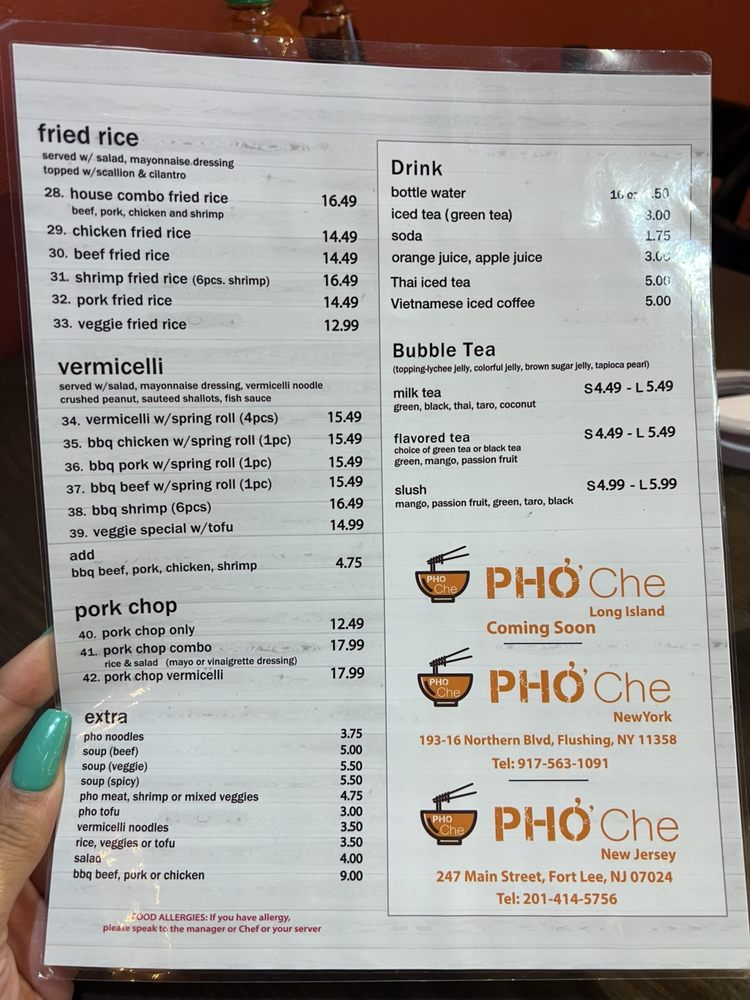 fried rice
served w/ salad, mayonnaise dressing
topped w/scallion & cilantro
28. house combo fried rice 16.49
beef, pork, chicken and shrimp
29. chicken fried rice 14.49
30. beef fried rice 14.49
31. shrimp fried rice (6pcs. shrimp) 16.49
32. pork fried rice 14.49
33. veggie fried rice 12.99
vermicelli
served w/salad, mayonnaise dressing, vermicelli noodle
crushed peanut, sauteed shallots, fish sauce
34. vermicelli w/spring roll (4pcs) 15.49
35. bbq chicken w/spring roll (1pc) 15.49
36. bbq pork w/spring roll (1pc) 15.49
37. bbq beef w/spring roll (1pc) 15.49
38. bbq shrimp (6pcs) 16.49
39. veggie special w/tofu 14.99
add
bbq beef, pork, chicken, shrimp 4.75
pork chop
40. pork chop only 12.49
41. pork chop combo 17.99
rice & salad (mayo or vinaigrette dressing)
42. pork chop vermicelli 17.99
extra
pho noodles 3.75
soup (beef) 5.00
soup (veggie) 5.50
soup (spicy) 5.50
pho meat, shrimp or mixed veggies 4.75
pho tofu 3.00
vermicelli noodles 3.50
rice, veggies or tofu 3.50
salad 4.00
bbq beef, pork or chicken 9.00
FOOD ALLERGIES: If you have allergy,
please speak to the manager or Chef or your server
Drink
bottle water 16 oz .50
iced tea (green tea) 3.00
soda 1.75
orange juice, apple juice 3.00
Thai iced tea 5.00
Vietnamese iced coffee 5.00
Bubble Tea
(topping-lychee jelly, colorful jelly, brown sugar jelly, tapioca pearl)
milk tea S 4.49 - L 5.49
green, black, thai, taro, coconut
flavored tea S 4.49 - L 5.49
choice of green tea or black tea
green, mango, passion fruit
slush S 4.99 - L 5.99
mango, passion fruit, green, taro, black
PHO Che
PHỞ Che
Long Island
Coming Soon
PHO Che
PHỞ Che
NewYork
193-16 Northern Blvd, Flushing, NY 11358
Tel: 917-563-1091
PHO Che
PHỞ Che
New Jersey
247 Main Street, Fort Lee, NJ 07024
Tel: 201-414-5756